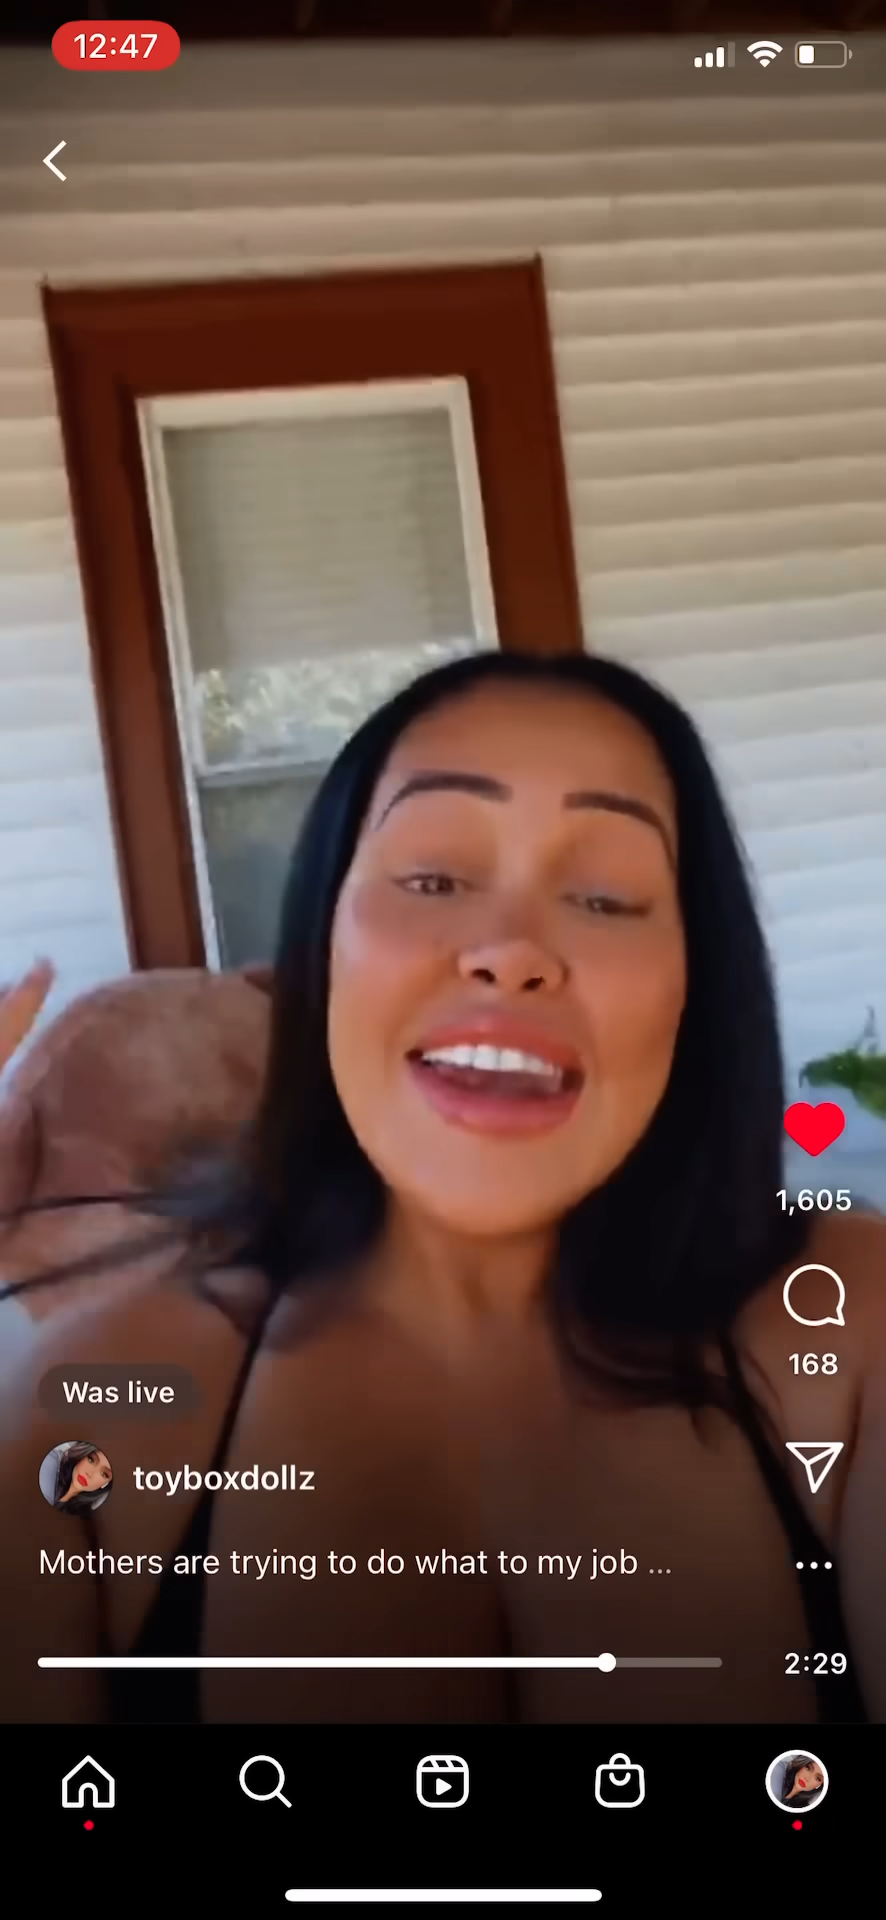 12:47
1,605
168
Was live
toyboxdollz
Mothers are trying to do what to my job ...
2:29